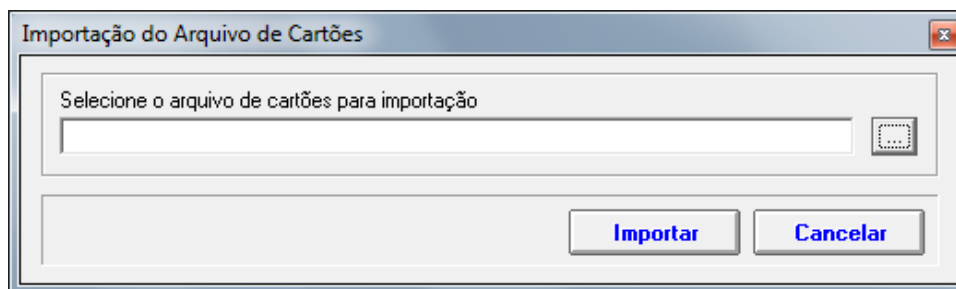 Importação do Arquivo de Cartões
Selecione o arquivo de cartões para importação
...
Importar Cancelar